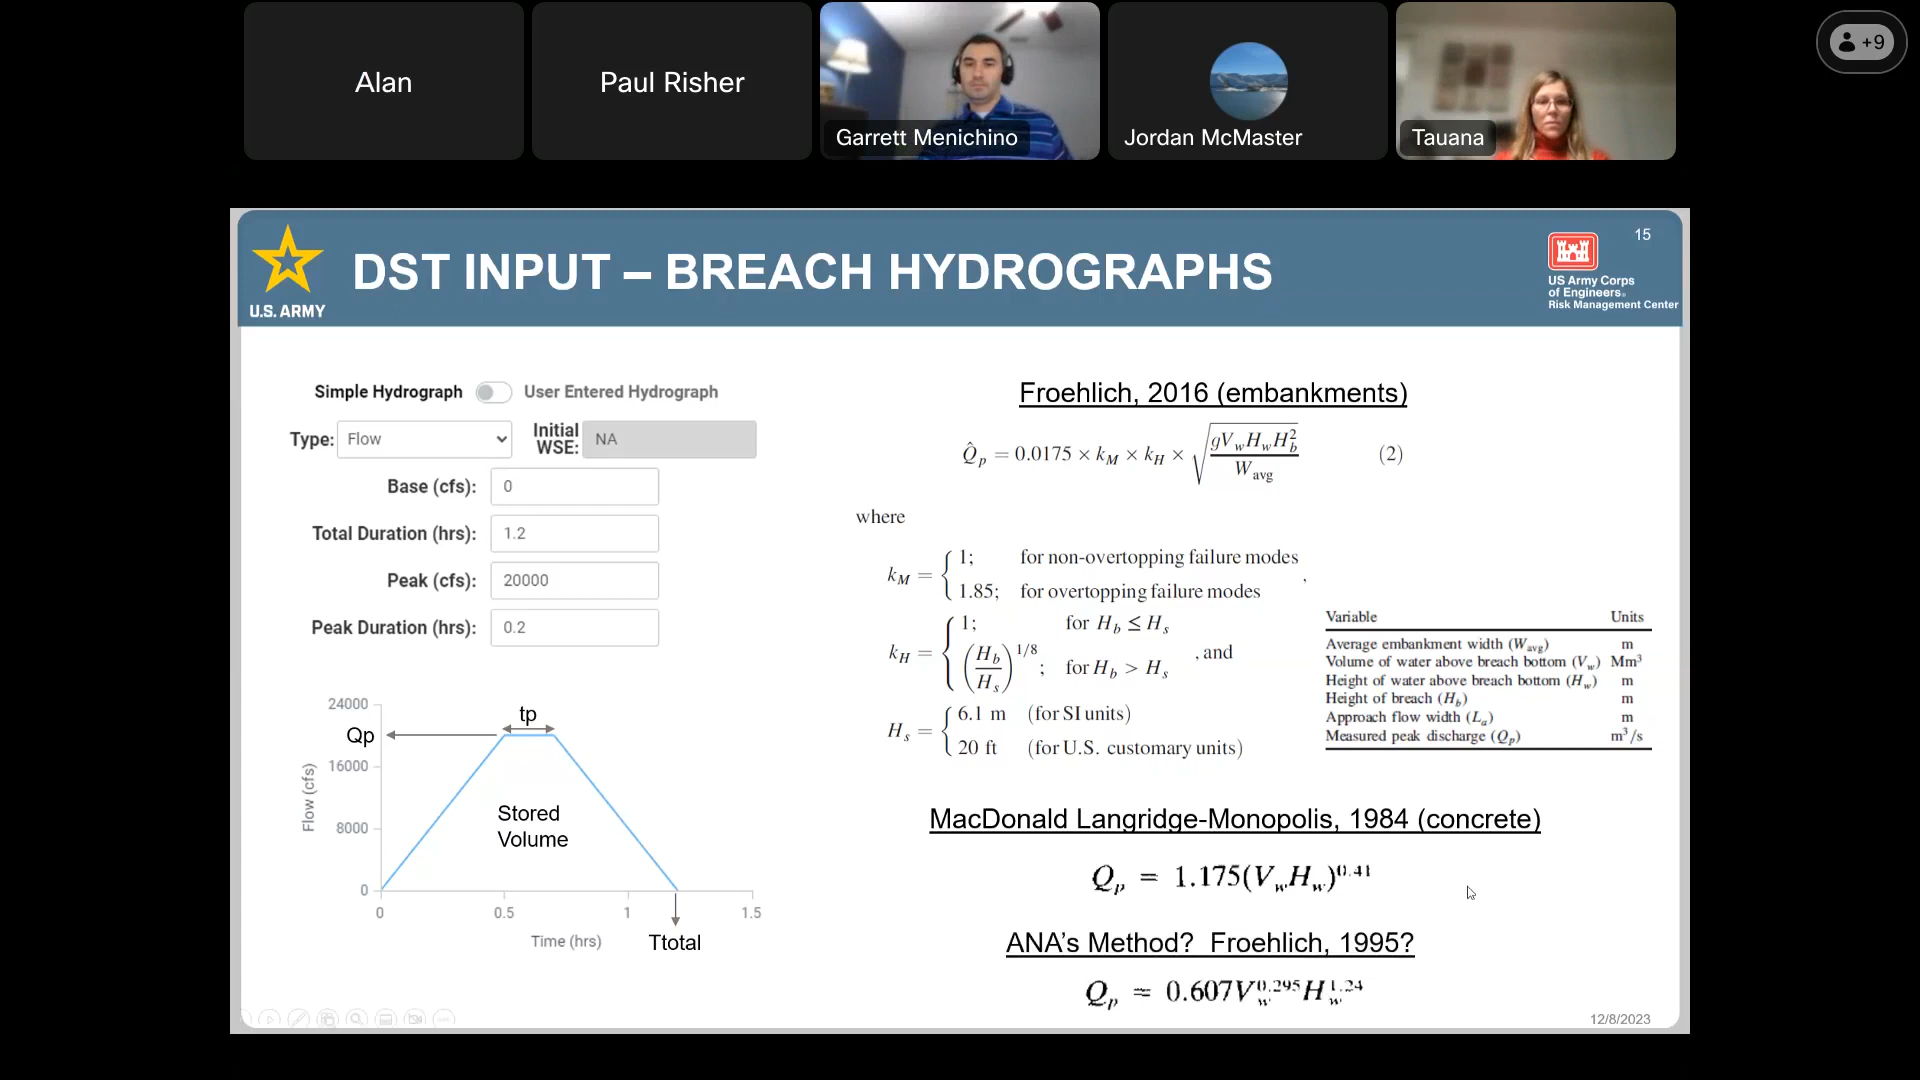 Alan
Paul Risher
Garrett Menichino
Jordan McMaster
Tauana
+9
U.S. ARMY
DST INPUT – BREACH HYDROGRAPHS
15
US Army Corps
of Engineers®
Risk Management Center
Simple Hydrograph User Entered Hydrograph
Type: Flow Initial WSE: NA
Base (cfs): 0
Total Duration (hrs): 1.2
Peak (cfs): 20000
Peak Duration (hrs): 0.2
24000
16000
8000
0
Flow (cfs)
Qp
tp
Stored
Volume
0 0.5 1 1.5
Time (hrs)
Ttotal
Froehlich, 2016 (embankments)
Q̂p = 0.0175 × kM × kH × √(gVwHwHb²/Wavg) (2)
where
kM = { 1; for non-overtopping failure modes
1.85; for overtopping failure modes ,
kH = { 1; for Hb ≤ Hs
(Hb/Hs)^1/8; for Hb > Hs , and
Hs = { 6.1 m (for SI units)
20 ft (for U.S. customary units)
Variable Units
Average embankment width (Wavg) m
Volume of water above breach bottom (Vw) Mm³
Height of water above breach bottom (Hw) m
Height of breach (Hb) m
Approach flow width (La) m
Measured peak discharge (Qp) m³/s
MacDonald Langridge-Monopolis, 1984 (concrete)
Qp = 1.175(VwHw)^0.41
ANA's Method? Froehlich, 1995?
Qp = 0.607Vw^0.295Hw^1.24
12/8/2023